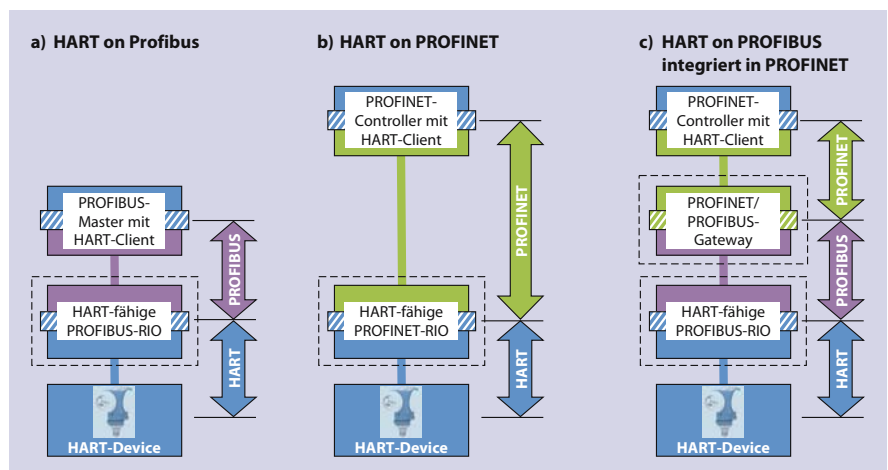 a) HART on Profibus
PROFIBUS-
Master mit
HART-Client
PROFIBUS
HART-fähige
PROFIBUS-RIO
HART
HART-Device
b) HART on PROFINET
PROFINET-
Controller mit
HART-Client
PROFINET
HART-fähige
PROFINET-RIO
HART
HART-Device
c) HART on PROFIBUS
integriert in PROFINET
PROFINET-
Controller mit
HART-Client
PROFINET
PROFINET/
PROFIBUS-
Gateway
PROFIBUS
HART-fähige
PROFIBUS-RIO
HART
HART-Device